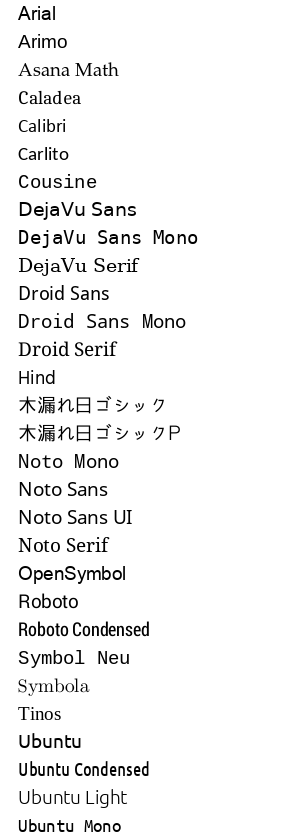 Arial
Arimo
Asana Math
Caladea
Calibri
Carlito
Cousine
DejaVu Sans
DejaVu Sans Mono
DejaVu Serif
Droid Sans
Droid Sans Mono
Droid Serif
Hind
木漏れ日ゴシック
木漏れ日ゴシックP
Noto Mono
Noto Sans
Noto Sans UI
Noto Serif
OpenSymbol
Roboto
Roboto Condensed
Symbol Neu
Symbola
Tinos
Ubuntu
Ubuntu Condensed
Ubuntu Light
Ubuntu Mono